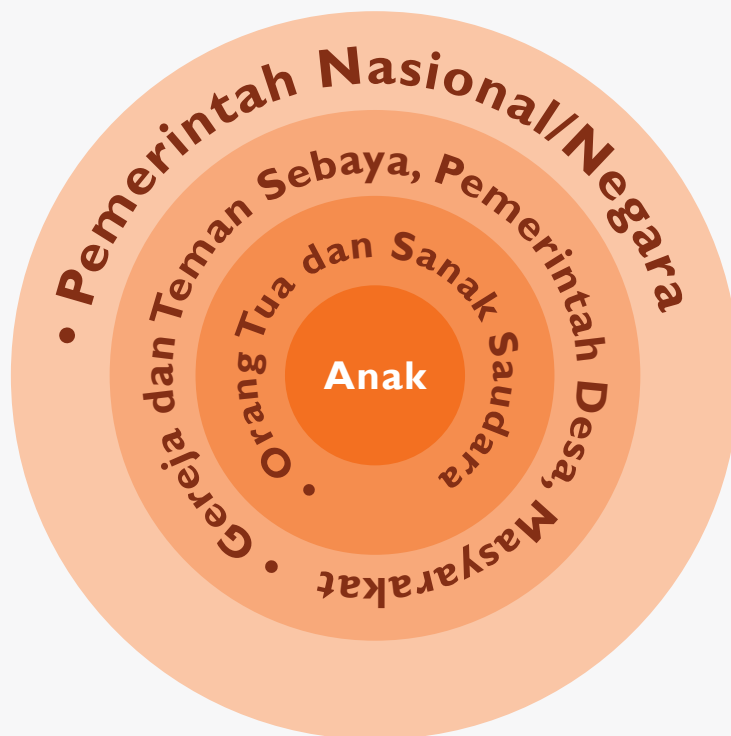 • Pemerintah Nasional/Negara
• Gereja dan Teman Sebaya, Pemerintah Desa, Masyarakat
• Orang Tua dan Sanak Saudara
Anak